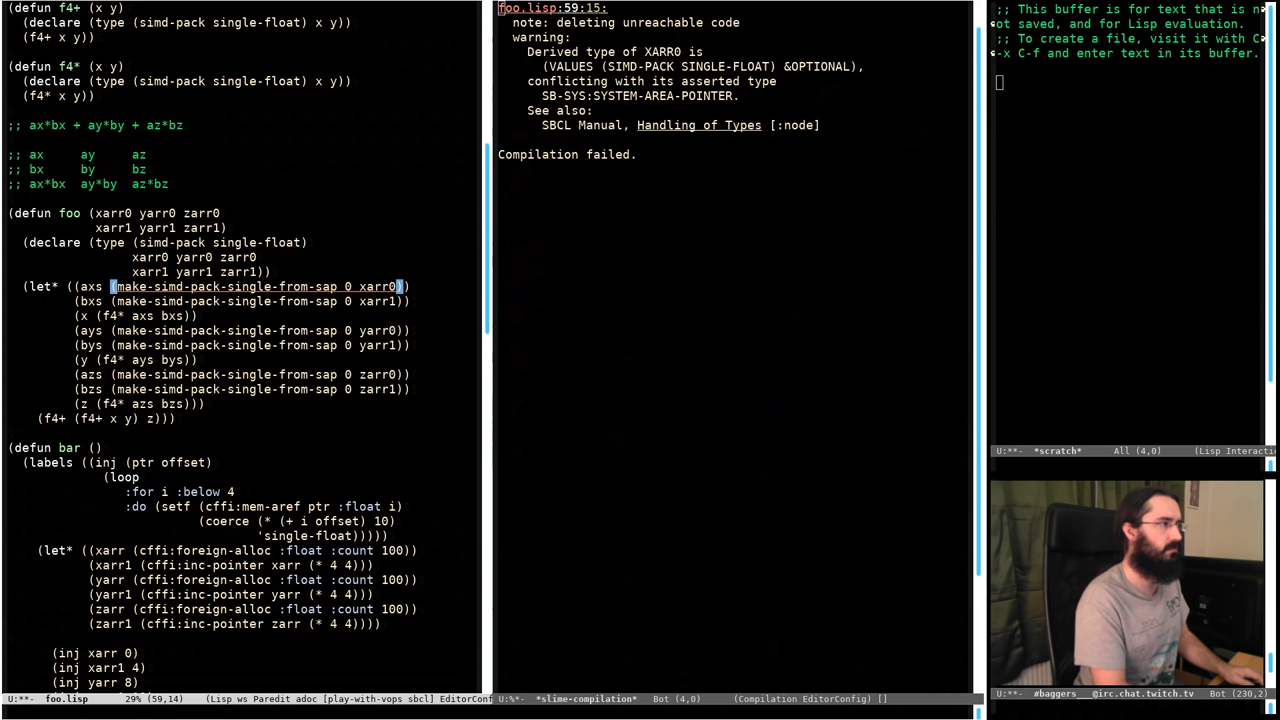 (defun f4+ (x y)
  (declare (type (simd-pack single-float) x y))
  (f4+ x y))

(defun f4* (x y)
  (declare (type (simd-pack single-float) x y))
  (f4* x y))

;; ax*bx + ay*by + az*bz

;; ax     ay     az
;; bx     by     bz
;; ax*bx  ay*by  az*bz

(defun foo (xarr0 yarr0 zarr0
            xarr1 yarr1 zarr1)
  (declare (type (simd-pack single-float)
                 xarr0 yarr0 zarr0
                 xarr1 yarr1 zarr1))
  (let* ((axs (make-simd-pack-single-from-sap 0 xarr0))
         (bxs (make-simd-pack-single-from-sap 0 xarr1))
         (x (f4* axs bxs))
         (ays (make-simd-pack-single-from-sap 0 yarr0))
         (bys (make-simd-pack-single-from-sap 0 yarr1))
         (y (f4* ays bys))
         (azs (make-simd-pack-single-from-sap 0 zarr0))
         (bzs (make-simd-pack-single-from-sap 0 zarr1))
         (z (f4* azs bzs)))
    (f4+ (f4+ x y) z)))

(defun bar ()
  (labels ((inj (ptr offset)
             (loop
                :for i :below 4
                :do (setf (cffi:mem-aref ptr :float i)
                          (coerce (* (+ i offset) 10)
                                  'single-float)))))
    (let* ((xarr (cffi:foreign-alloc :float :count 100))
           (xarr1 (cffi:inc-pointer xarr (* 4 4)))
           (yarr (cffi:foreign-alloc :float :count 100))
           (yarr1 (cffi:inc-pointer yarr (* 4 4)))
           (zarr (cffi:foreign-alloc :float :count 100))
           (zarr1 (cffi:inc-pointer zarr (* 4 4))))

      (inj xarr 0)
      (inj xarr1 4)
      (inj yarr 8)
U:**-  foo.lisp       29% (59,14)    (Lisp ws Paredit adoc [play-with-vops sbcl] EditorConf
foo.lisp:59:15:
  note: deleting unreachable code
  warning:
    Derived type of XARR0 is
      (VALUES (SIMD-PACK SINGLE-FLOAT) &OPTIONAL),
    conflicting with its asserted type
      SB-SYS:SYSTEM-AREA-POINTER.
    See also:
      SBCL Manual, Handling of Types [:node]

Compilation failed.
U:%*-  *slime-compilation*   Bot (4,0)     (Compilation EditorConfig) []
;; This buffer is for text that is n
ot saved, and for Lisp evaluation.
;; To create a file, visit it with C
-x C-f and enter text in its buffer.
U:**-  *scratch*     All (4,0)     (Lisp Interacti
U:**-  #baggers___@irc.chat.twitch.tv  Bot (230,2)